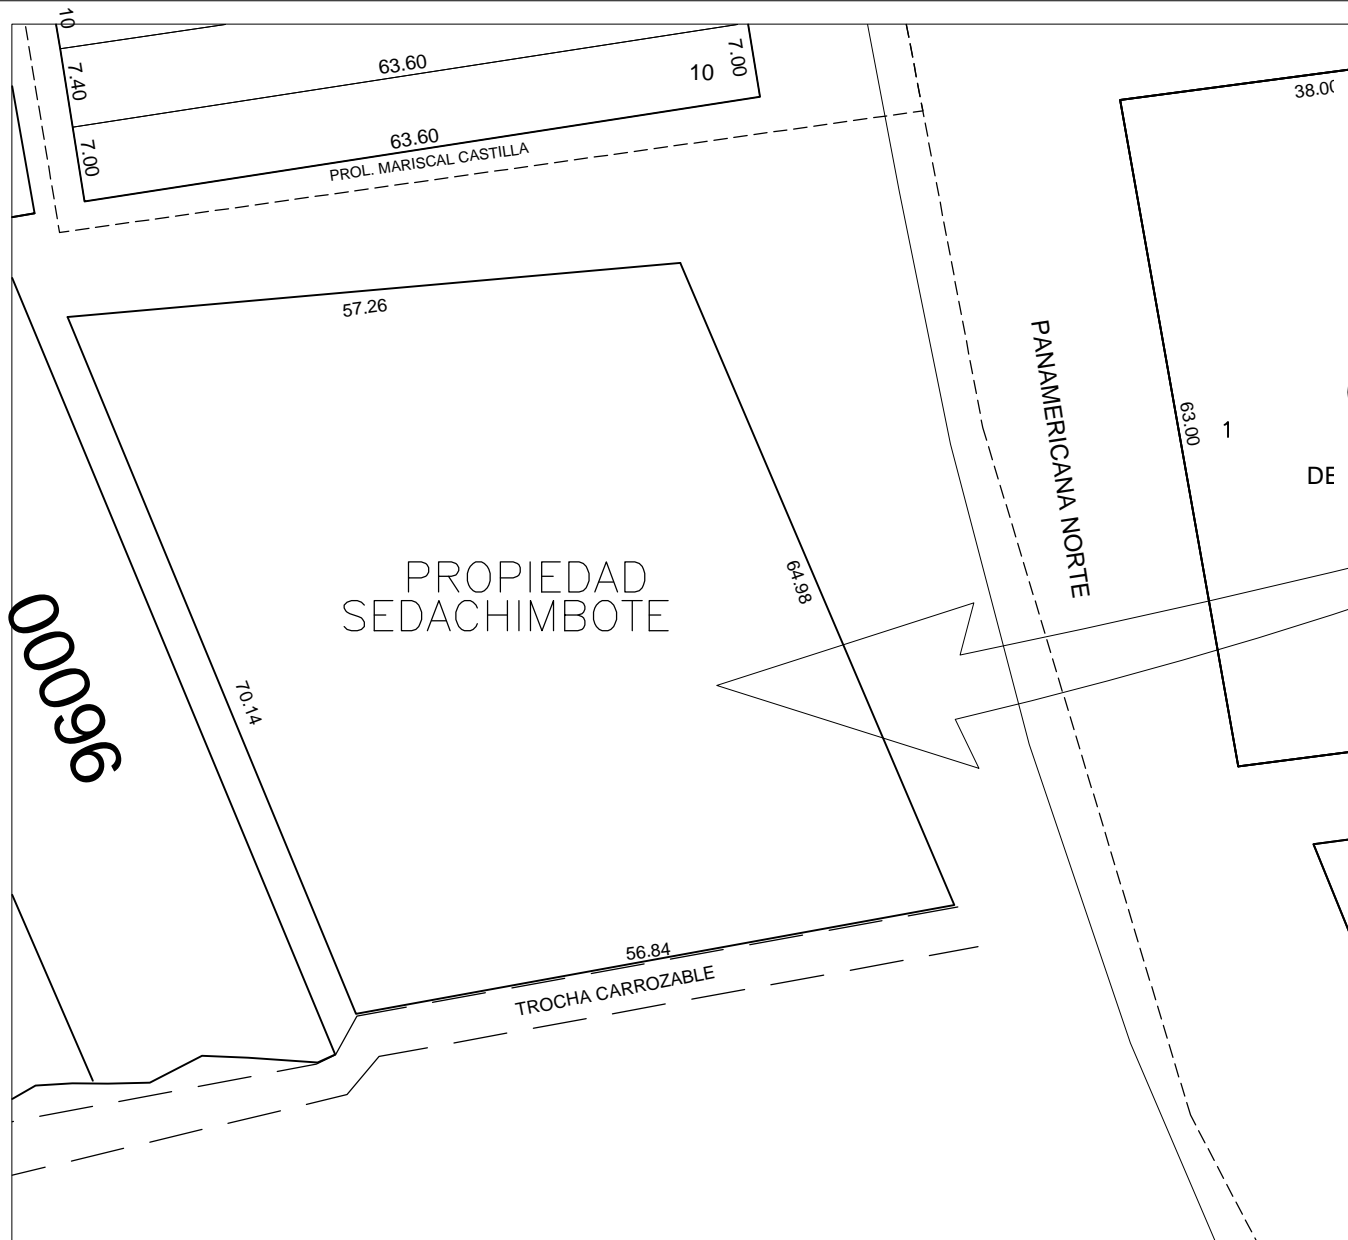 10
7.40
7.00
63.60
7.00
10
63.60
PROL. MARISCAL CASTILLA
38.00
57.26
PANAMERICANA NORTE
63.00
1
DE
64.98
PROPIEDAD
SEDACHIMBOTE
00096
70.14
56.84
TROCHA CARROZABLE